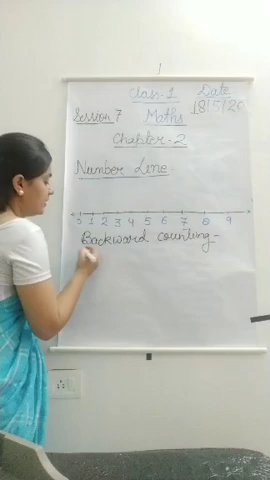 Class-1 Date
Session 7 Maths 18/5/20
Chapter-2
Number Line
0 1 2 3 4 5 6 7 8 9
Backward counting-